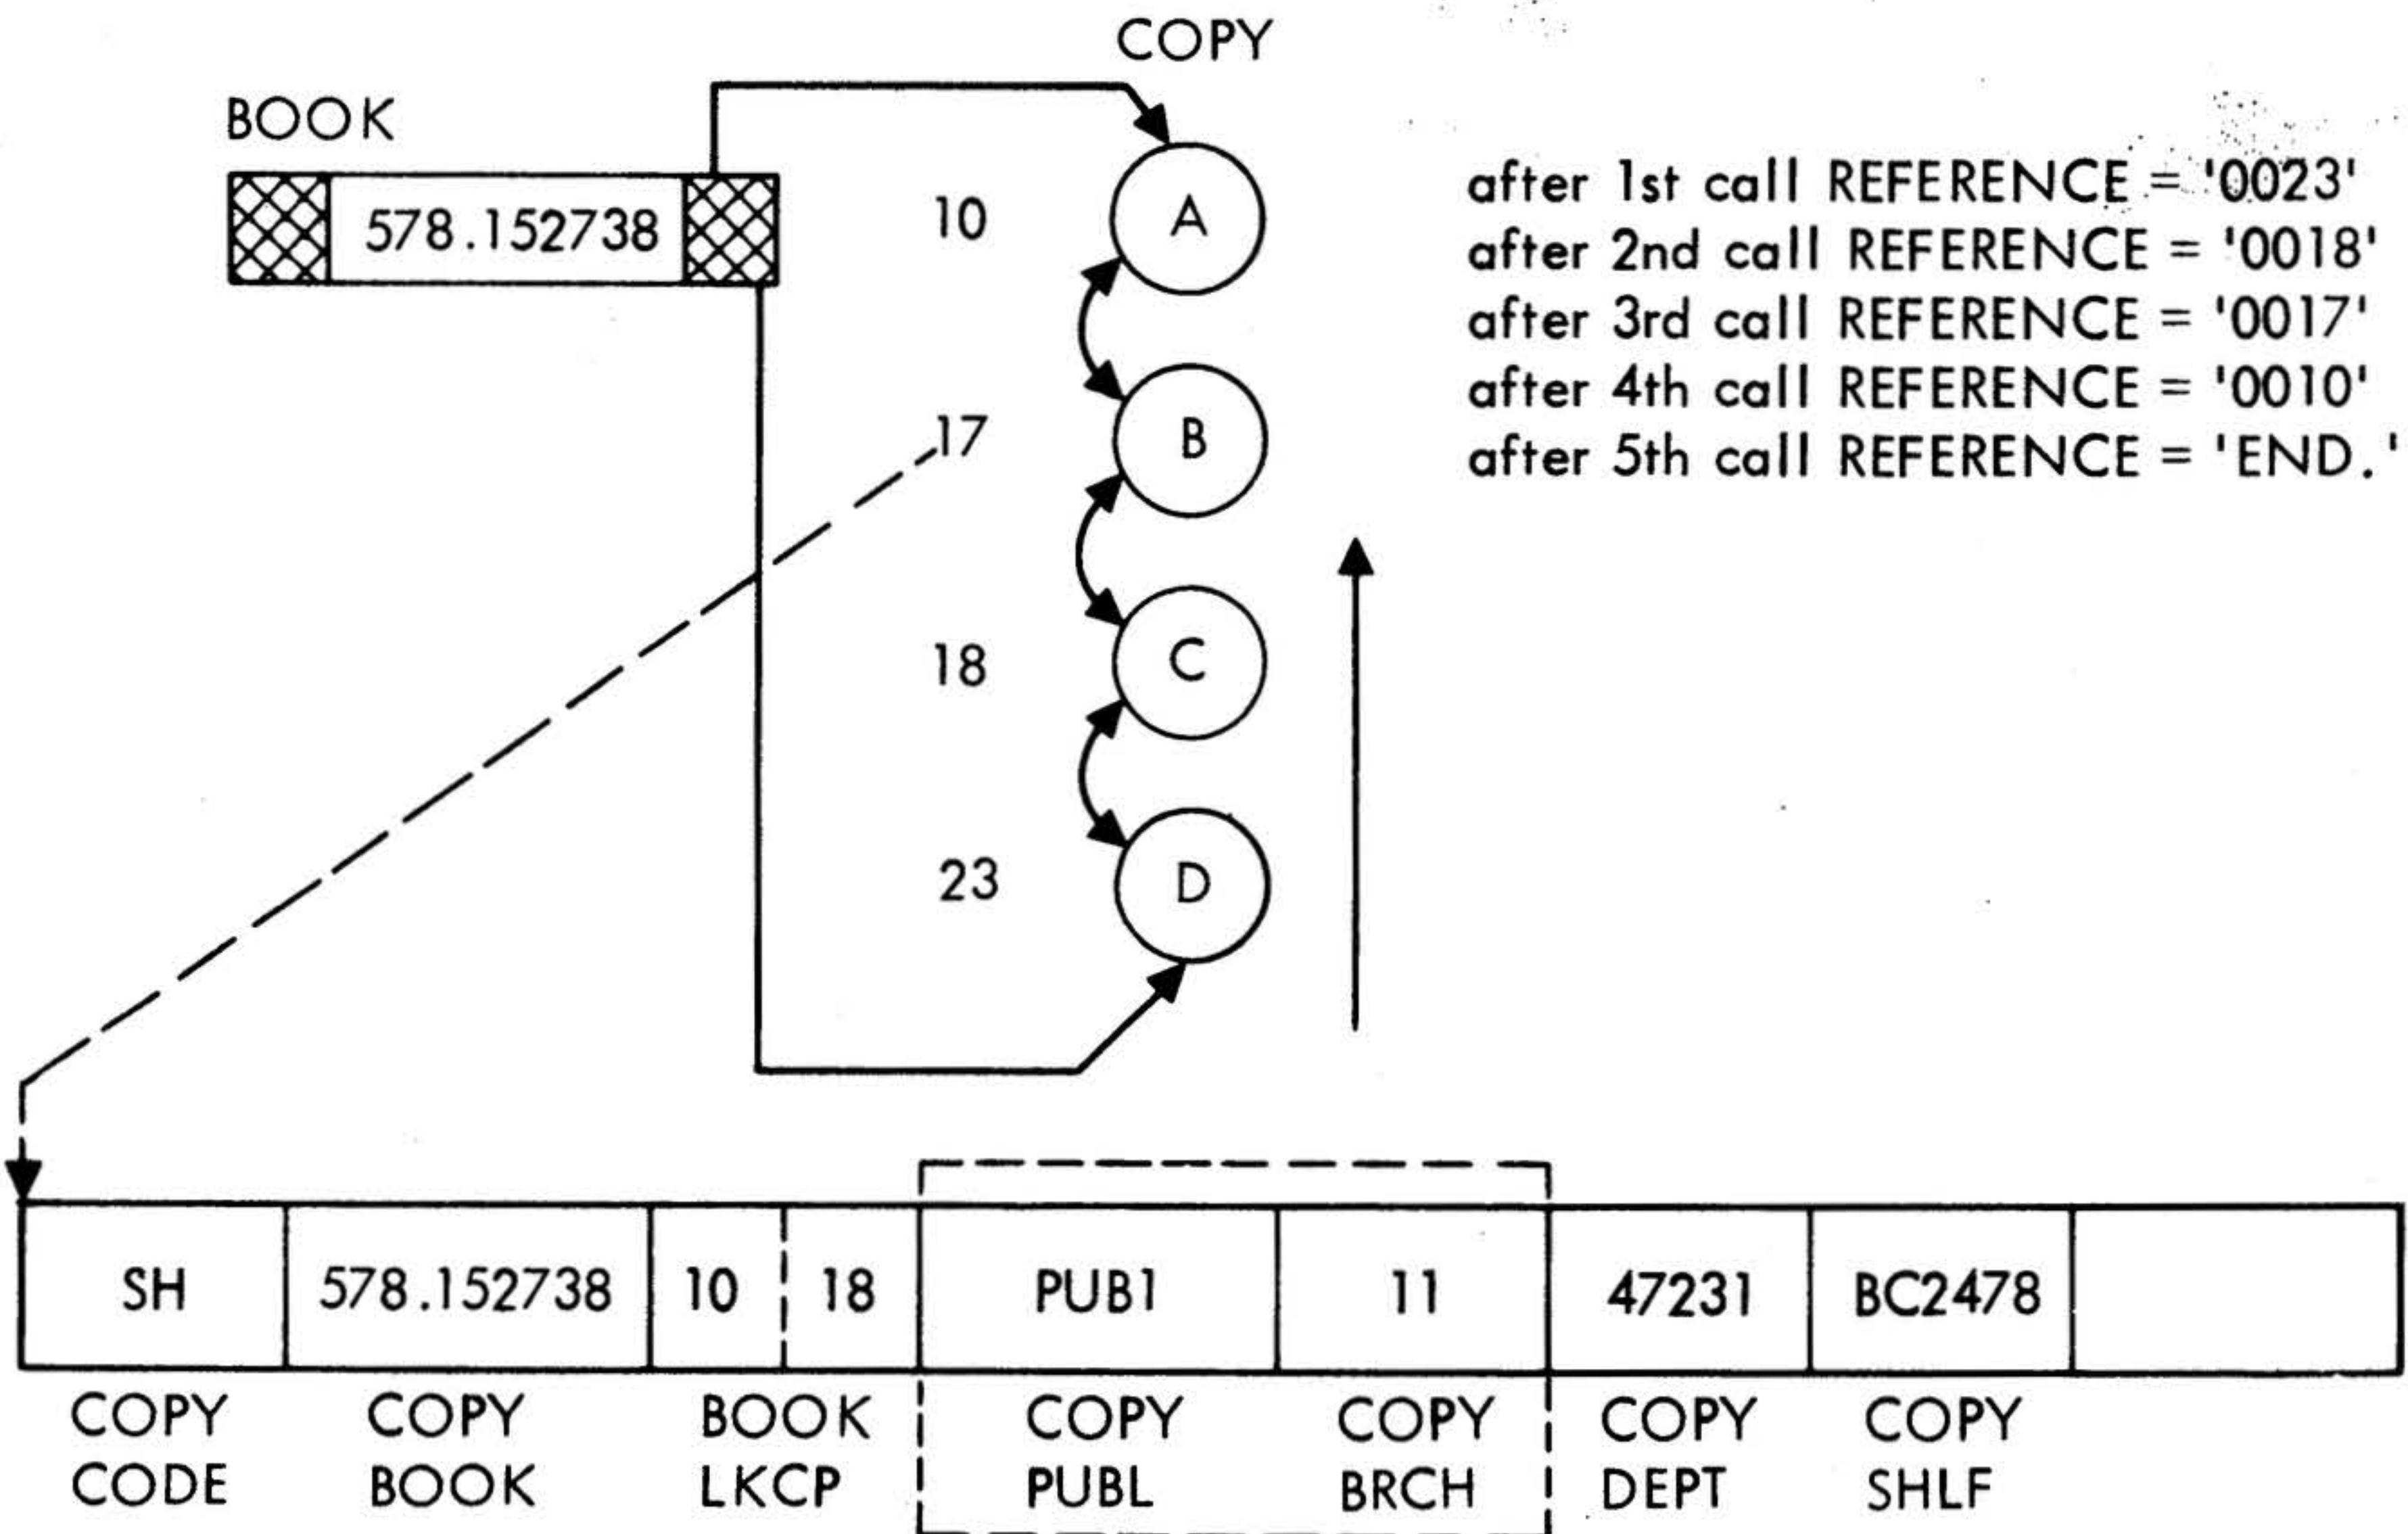 COPY
BOOK
578.152738
10
A
17
B
18
C
23
D
after 1st call REFERENCE = '0023'
after 2nd call REFERENCE = '0018'
after 3rd call REFERENCE = '0017'
after 4th call REFERENCE = '0010'
after 5th call REFERENCE = 'END.'
SH 578.152738 10 18 PUB1 11 47231 BC2478
COPY COPY BOOK COPY COPY COPY COPY
CODE BOOK LKCP PUBL BRCH DEPT SHLF